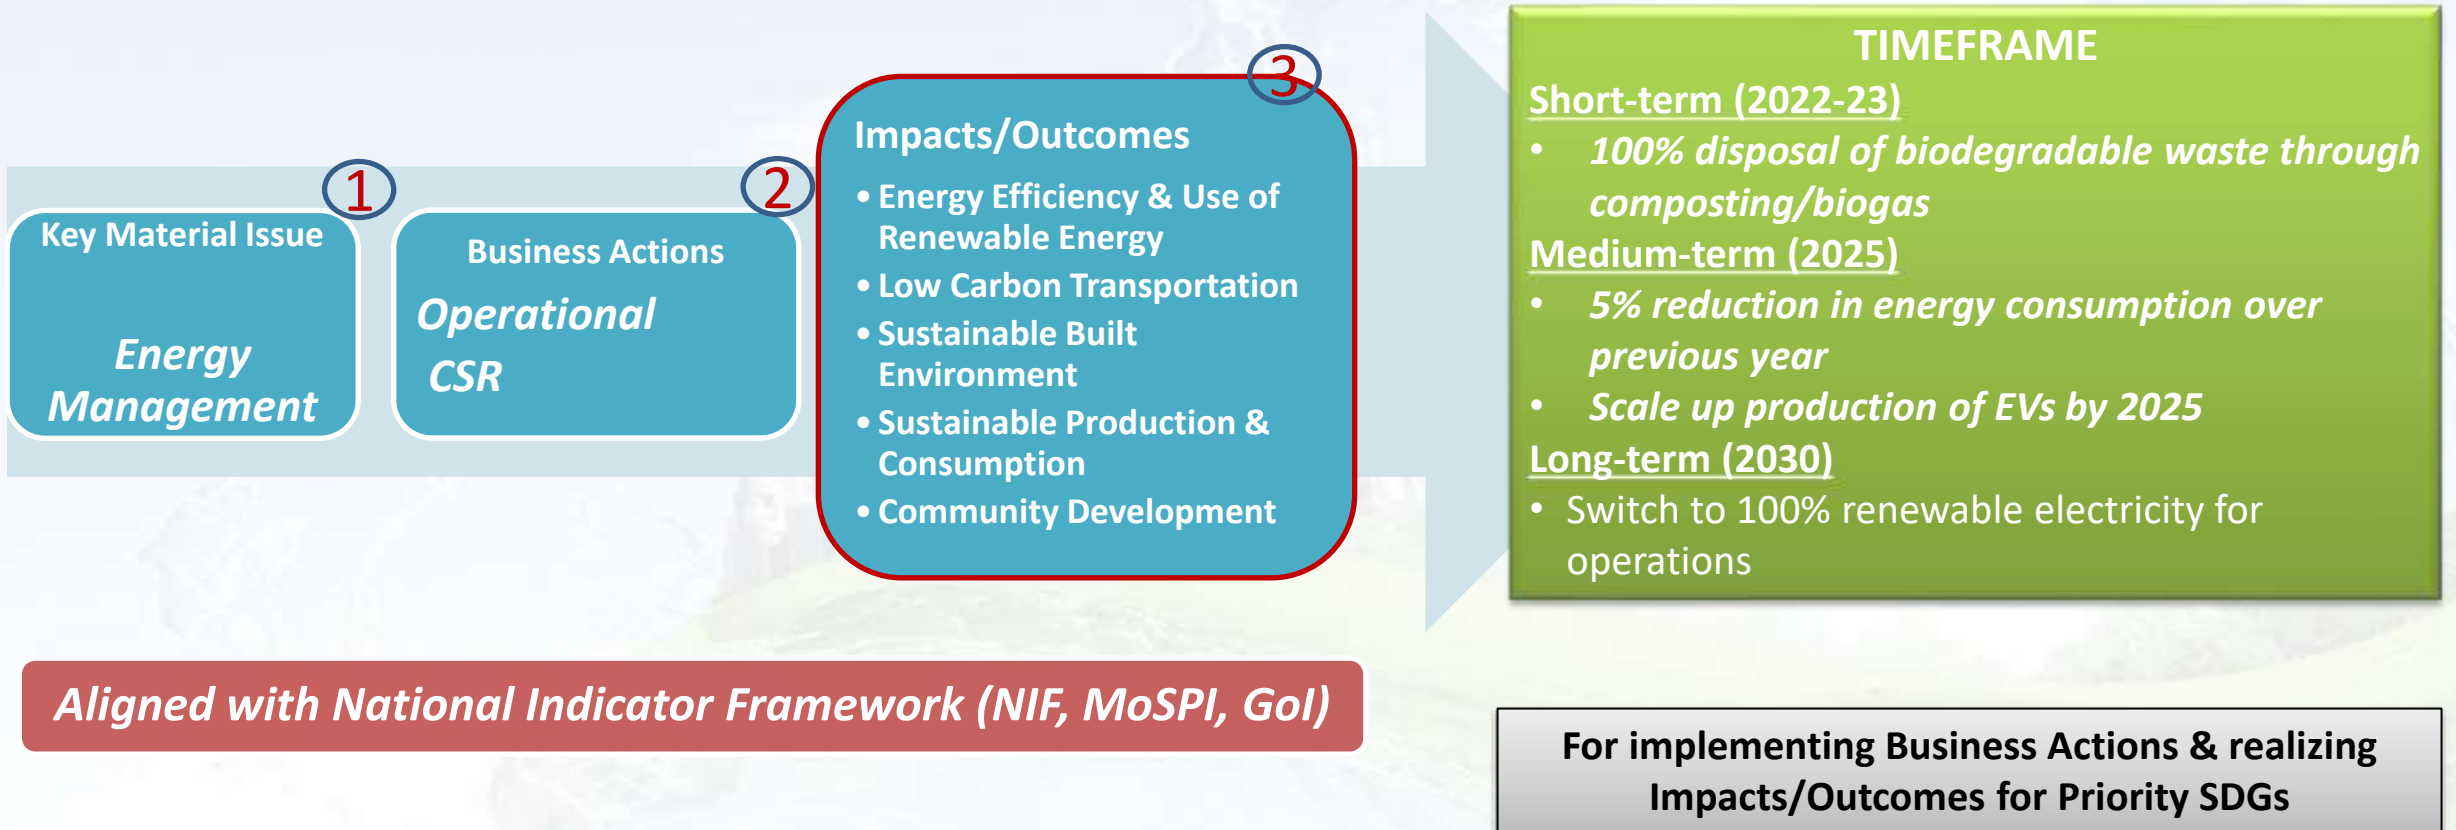 1
Key Material Issue
Energy
Management
2
Business Actions
Operational
CSR
3
Impacts/Outcomes
• Energy Efficiency & Use of
Renewable Energy
• Low Carbon Transportation
• Sustainable Built
Environment
• Sustainable Production &
Consumption
• Community Development
TIMEFRAME
Short-term (2022-23)
• 100% disposal of biodegradable waste through
composting/biogas
Medium-term (2025)
• 5% reduction in energy consumption over
previous year
• Scale up production of EVs by 2025
Long-term (2030)
• Switch to 100% renewable electricity for
operations
Aligned with National Indicator Framework (NIF, MoSPI, GoI)
For implementing Business Actions & realizing
Impacts/Outcomes for Priority SDGs